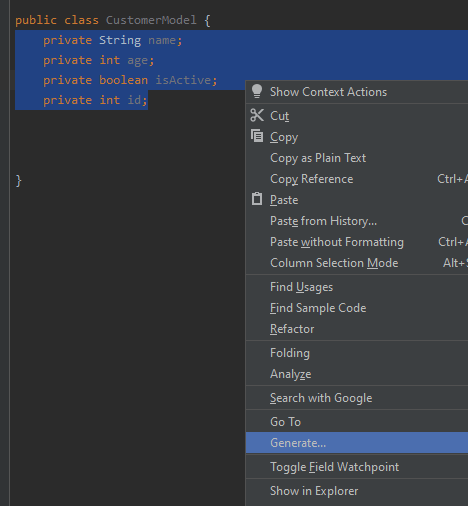 public class CustomerModel {
private String name;
private int age;
private boolean isActive;
private int id;
}
Show Context Actions
Cut
Copy
Copy as Plain Text
Copy Reference Ctrl+A
Paste
Paste from History... C
Paste without Formatting Ctrl+A
Column Selection Mode Alt+S
Find Usages
Find Sample Code
Refactor
Folding
Analyze
Search with Google
Go To
Generate...
Toggle Field Watchpoint
Show in Explorer